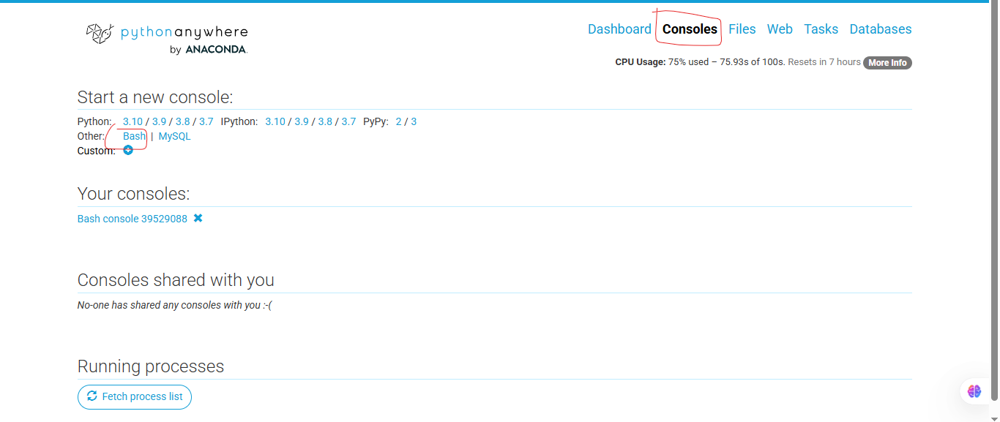 pythonanywhere
by ANACONDA.
Dashboard Consoles Files Web Tasks Databases
CPU Usage: 75% used – 75.93s of 100s. Resets in 7 hours More Info
Start a new console:
Python: 3.10 / 3.9 / 3.8 / 3.7 IPython: 3.10 / 3.9 / 3.8 / 3.7 PyPy: 2 / 3
Other: Bash | MySQL
Custom:
Your consoles:
Bash console 39529088
Consoles shared with you
No-one has shared any consoles with you :-(
Running processes
Fetch process list